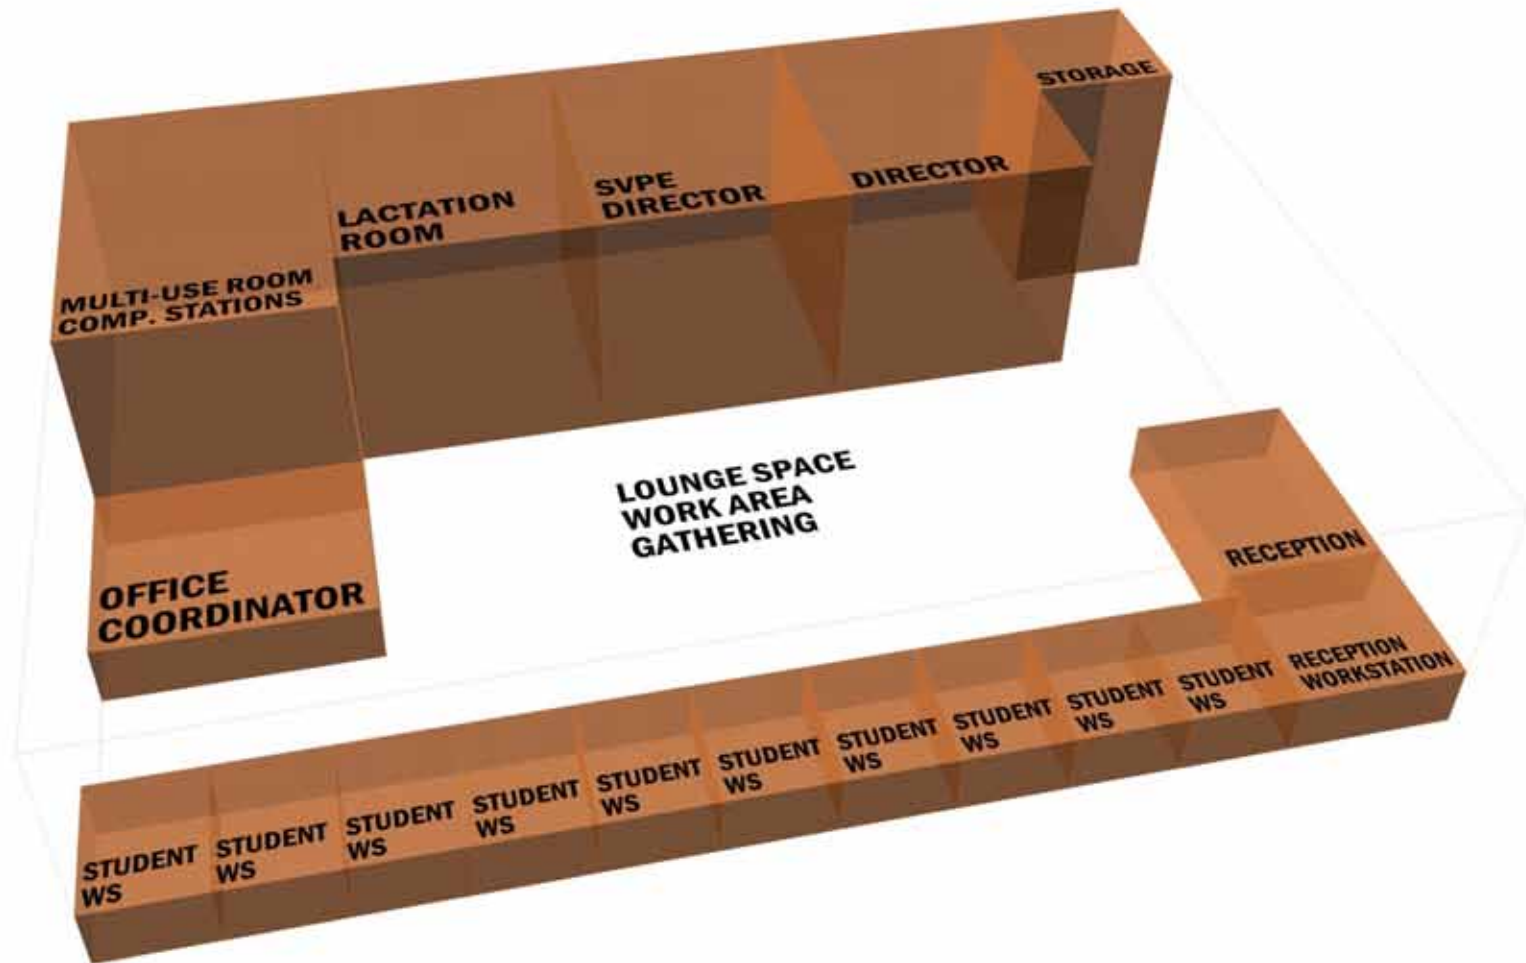 STORAGE
DIRECTOR
SVPE
DIRECTOR
LACTATION
ROOM
MULTI-USE ROOM
COMP. STATIONS
LOUNGE SPACE
WORK AREA
GATHERING
OFFICE
COORDINATOR
RECEPTION
RECEPTION
WORKSTATION
STUDENT
WS
STUDENT
WS
STUDENT
WS
STUDENT
WS
STUDENT
WS
STUDENT
WS
STUDENT
WS
STUDENT
WS
STUDENT
WS
STUDENT
WS